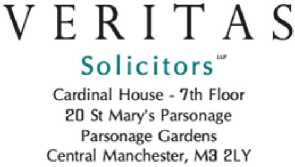 VERITAS
Solicitors LLP
Cardinal House - 7th Floor
20 St Mary's Parsonage
Parsonage Gardens
Central Manchester, M3 2LY